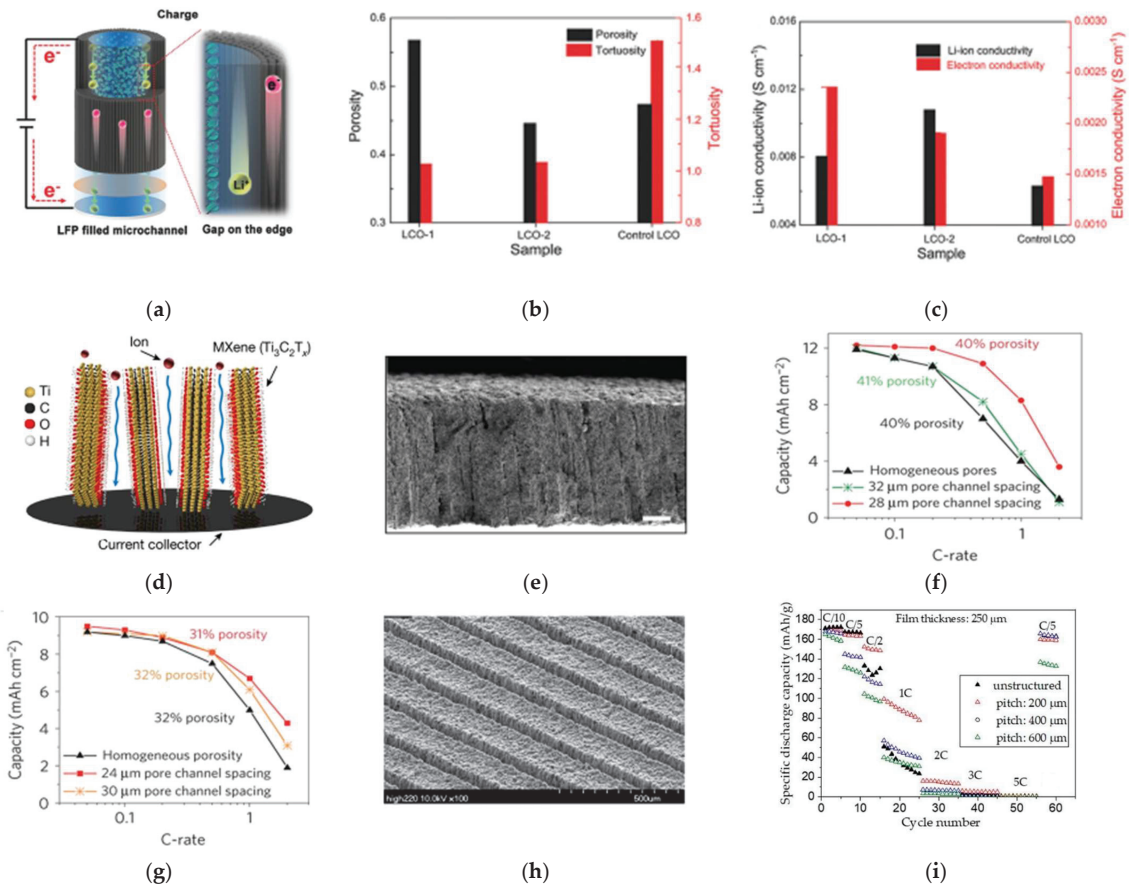 Charge
e-
e-
e-
Li+
LFP filled microchannel
Gap on the edge
(a)
Porosity
Tortuosity
0.6
0.5
0.4
0.3
1.6
1.4
1.2
1.0
0.8
Porosity
Tortuosity
LCO-1
LCO-2
Control LCO
Sample
(b)
Li-ion conductivity
Electron conductivity
0.016
0.012
0.008
0.004
0.0030
0.0025
0.0020
0.0015
0.0010
Li-ion conductivity (S cm-1)
Electron conductivity (S cm-1)
LCO-1
LCO-2
Control LCO
Sample
(c)
Ion
MXene (Ti3C2Tx)
Ti
C
O
H
Current collector
(d)
(e)
12
8
4
0
Capacity (mAh cm−2)
40% porosity
41% porosity
40% porosity
Homogeneous pores
32 μm pore channel spacing
28 μm pore channel spacing
0.1
1
C-rate
(f)
10
8
6
4
2
0
Capacity (mAh cm−2)
31% porosity
32% porosity
32% porosity
Homogeneous porosity
24 μm pore channel spacing
30 μm pore channel spacing
0.1
1
C-rate
(g)
high220 10.0kV x100
500um
(h)
180
160
140
120
100
80
60
40
20
0
Specific discharge capacity (mAh/g)
C/10
C/5
C/2
Film thickness: 250 μm
C/5
1C
2C
3C
5C
unstructured
pitch: 200 μm
pitch: 400 μm
pitch: 600 μm
0
10
20
30
40
50
60
Cycle number
(i)